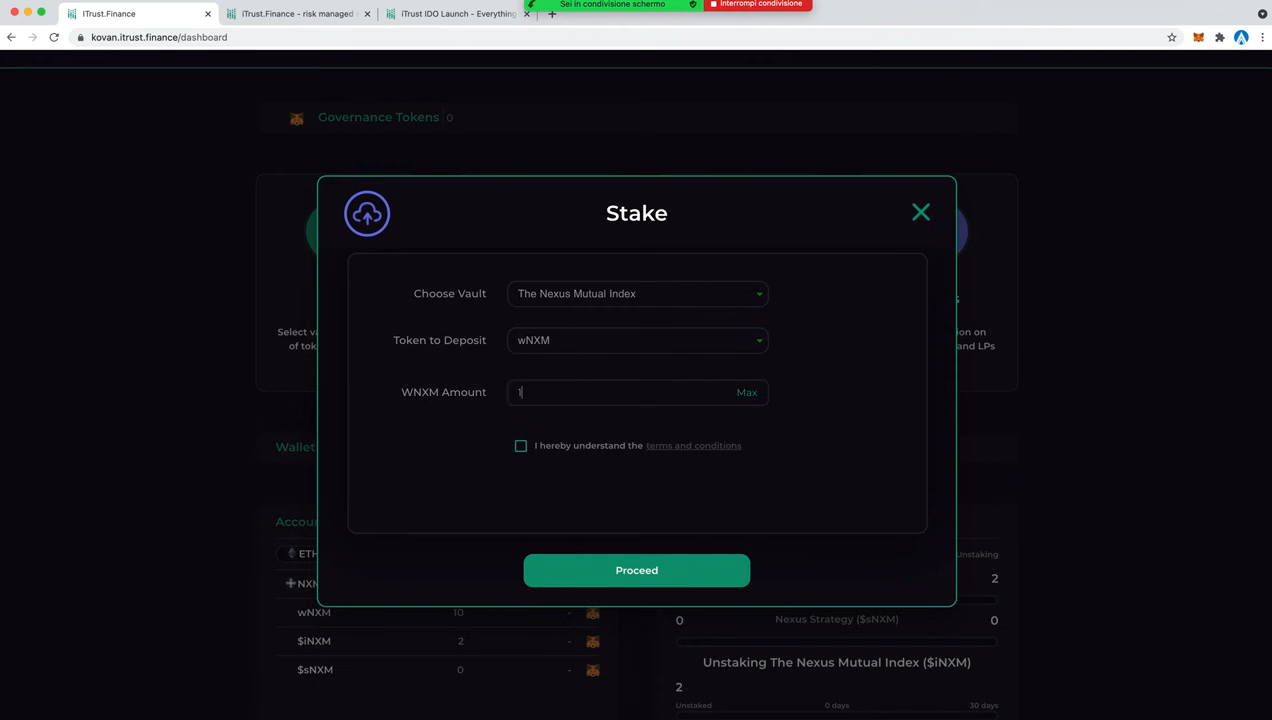 Sei in condivisione schermo
Interrompi condivisione
ITrust.Finance
iTrust.Finance - risk managed
iTrust IDO Launch - Everything
kovan.itrust.finance/dashboard
Governance Tokens 0
Stake
Choose Vault
The Nexus Mutual Index
Token to Deposit
wNXM
WNXM Amount
1
Max
I hereby understand the terms and conditions
Proceed
Select va
of tok
on on
and LPs
Wallet
Accou
ETH
NXM
wNXM 10 -
$iNXM 2 -
$sNXM 0 -
Unstaking
2
0 Nexus Strategy ($sNXM) 0
Unstaking The Nexus Mutual Index ($iNXM)
2
Unstaked 0 days 30 days